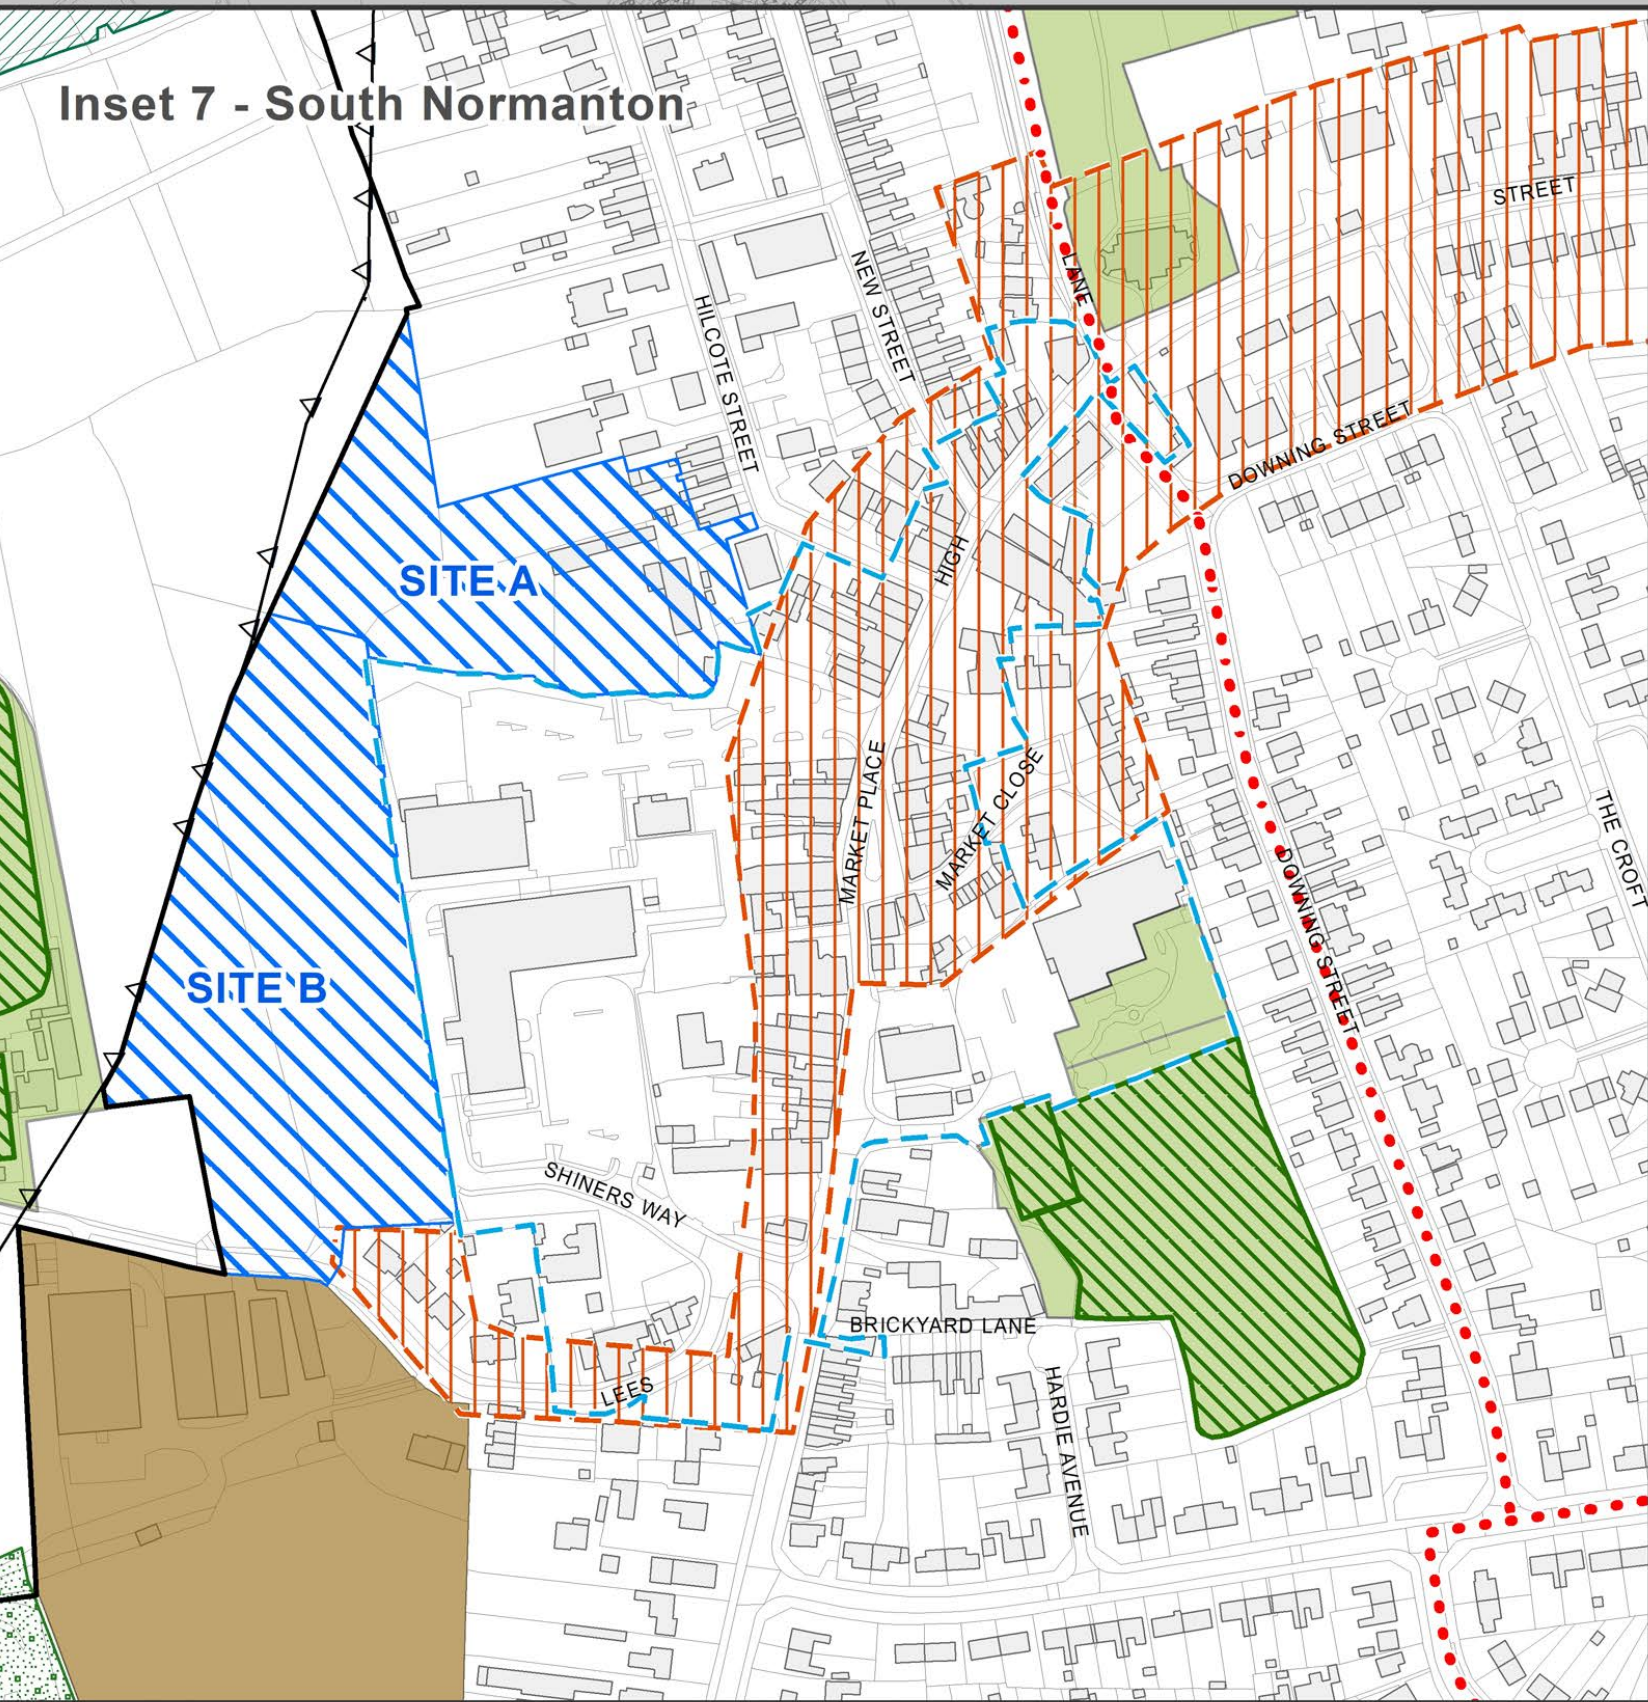 Inset 7 - South Normanton
STREET
LANE
NEW STREET
HILCOTE STREET
DOWNING STREET
HIGH
SITE A
MARKET PLACE
MARKET CLOSE
THE CROFT
DOWNING STREET
SITE B
SHINERS WAY
BRICKYARD LANE
LEES
HARDIE AVENUE